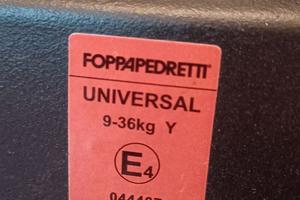 FOPPAPEDRETTI
UNIVERSAL
9-36kg Y
E4